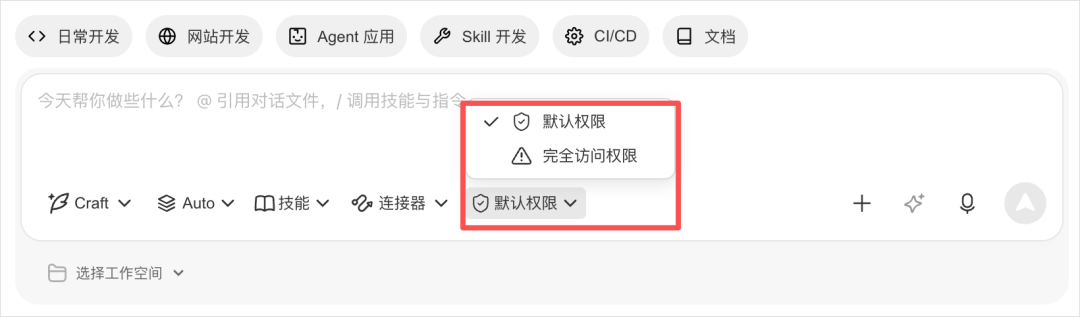 日常开发 网站开发 Agent 应用 Skill 开发 CI/CD 文档
今天帮你做些什么？ @ 引用对话文件，/ 调用技能与指令
默认权限
完全访问权限
Craft Auto 技能 连接器 默认权限
选择工作空间